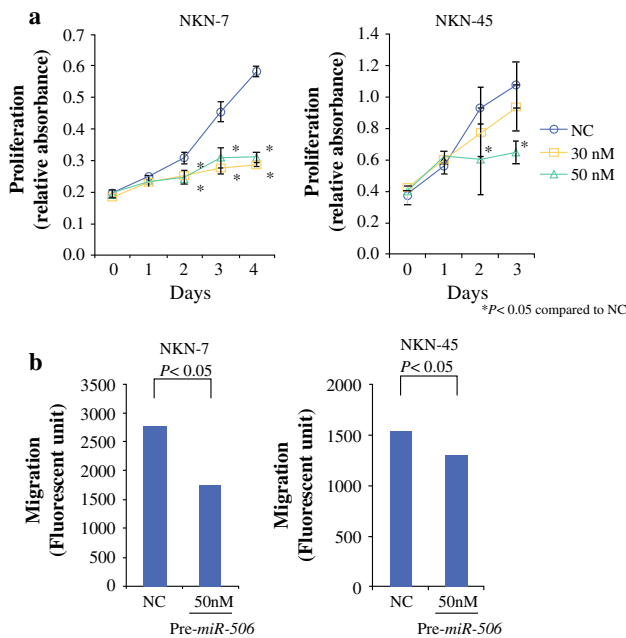 a
NKN-7
NKN-45
Proliferation
(relative absorbance)
0.7
0.6
0.5
0.4
0.3
0.2
0.1
0.0
* * *
* * *
0 1 2 3 4
Days
Proliferation
(relative absorbance)
1.4
1.2
1.0
0.8
0.6
0.4
0.2
0.0
* *
0 1 2 3
Days
NC
30 nM
50 nM
*P< 0.05 compared to NC
b
NKN-7
P< 0.05
Migration
(Fluorescent unit)
3500
3000
2500
2000
1500
1000
500
0
NC 50nM
Pre-miR-506
NKN-45
P< 0.05
Migration
(Fluorescent unit)
2000
1500
1000
500
0
NC 50nM
Pre-miR-506